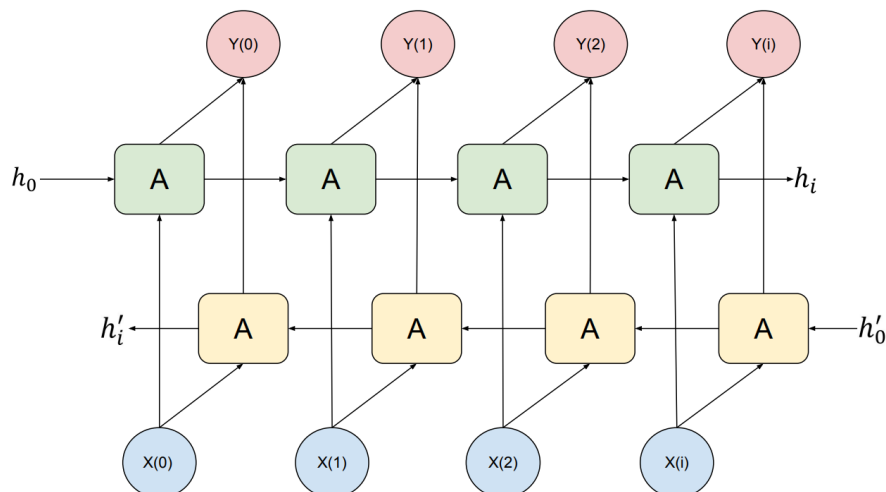 Y(0) Y(1) Y(2) Y(i)
h₀ A A A A hᵢ
h′ᵢ A A A A h′₀
X(0) X(1) X(2) X(i)